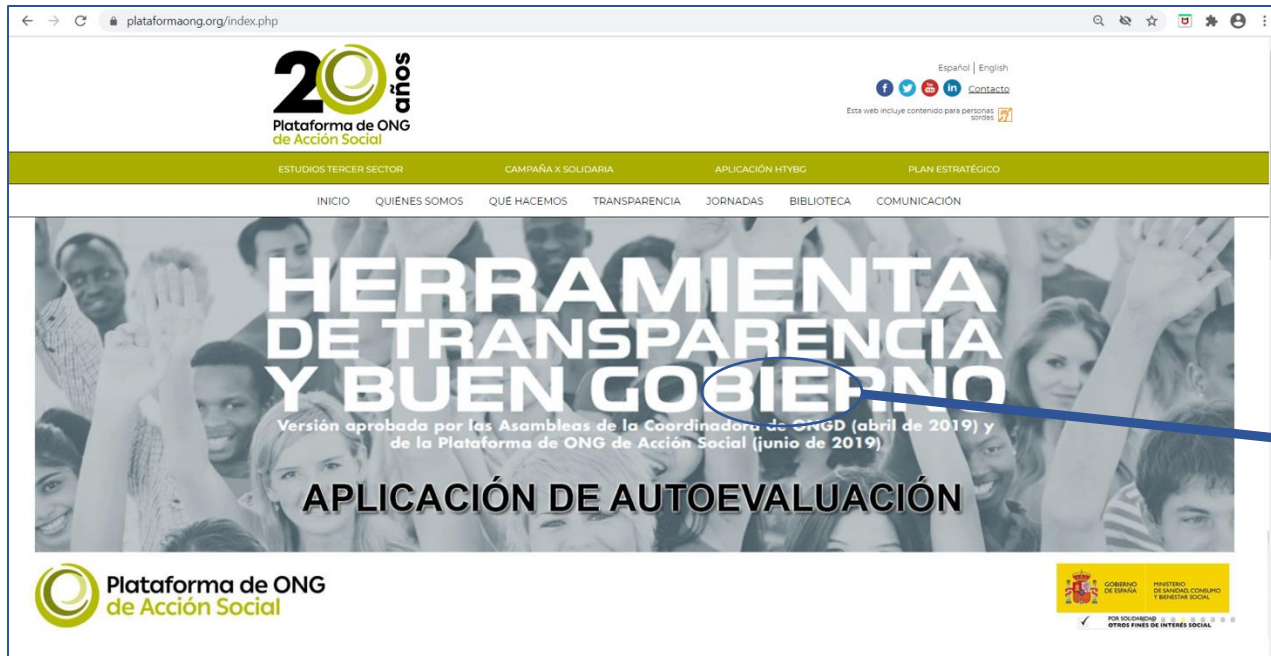 plataformaong.org/index.php
20 años
Plataforma de ONG
de Acción Social
Español | English
Contacto
Esta web incluye contenido para personas
sordas
ESTUDIOS TERCER SECTOR CAMPAÑA X SOLIDARIA APLICACIÓN HTYBG PLAN ESTRATÉGICO
INICIO QUIÉNES SOMOS QUÉ HACEMOS TRANSPARENCIA JORNADAS BIBLIOTECA COMUNICACIÓN
HERRAMIENTA
DE TRANSPARENCIA
Y BUEN GOBIERNO
Versión aprobada por las Asambleas de la Coordinadora de ONGD (abril de 2019) y
de la Plataforma de ONG de Acción Social (junio de 2019)
APLICACIÓN DE AUTOEVALUACIÓN
Plataforma de ONG
de Acción Social
GOBIERNO
DE ESPAÑA
MINISTERIO
DE SANIDAD, CONSUMO
Y BIENESTAR SOCIAL
POR SOLIDARIDAD
OTROS FINES DE INTERÉS SOCIAL